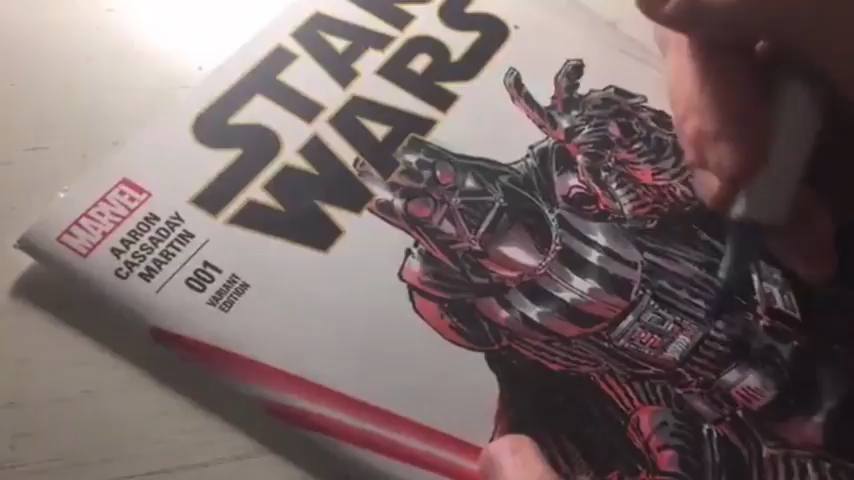 STAR
WARS
MARVEL
AARON
CASSADAY
MARTIN
001
VARIANT
EDITION